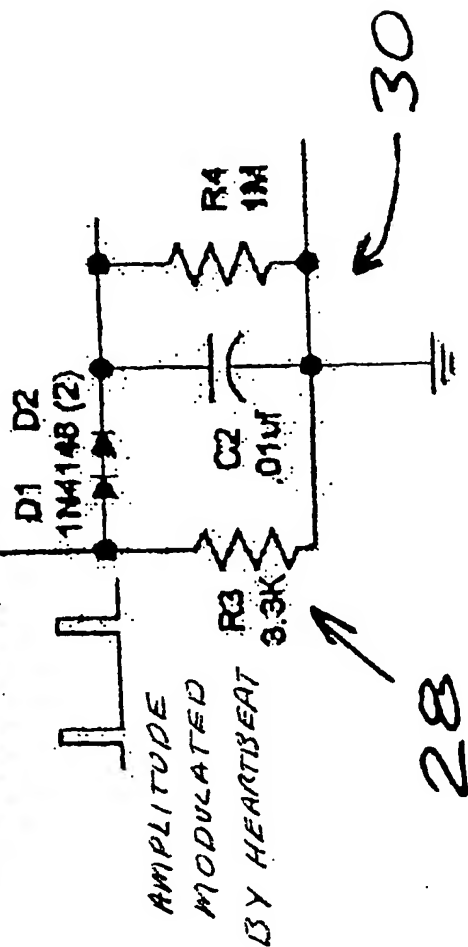 D1 D2
1N4148 (2)
R4
1M
C2
.01uf
R3
3.3K
AMPLITUDE
MODULATED
BY HEARTBEAT
28
30